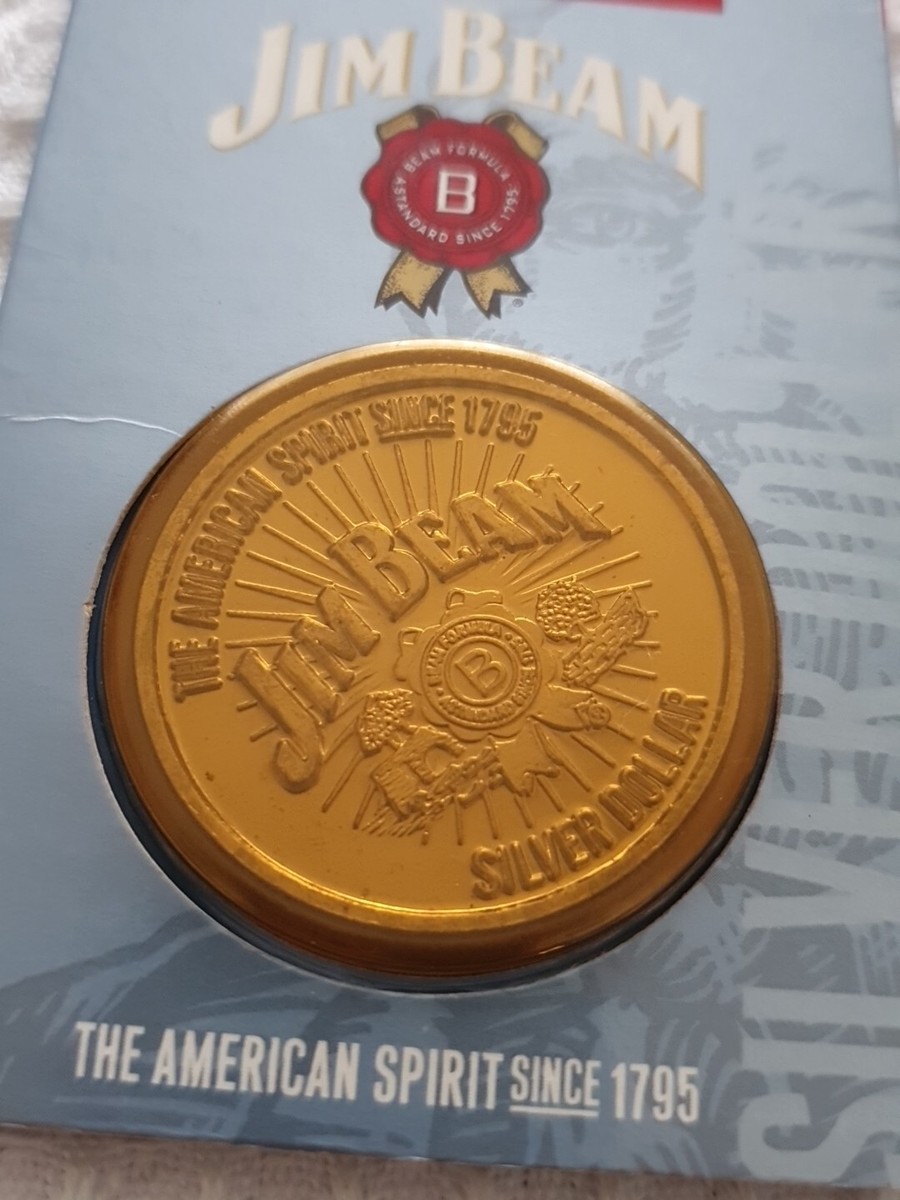 JIM BEAM
BEAM FORMULA
B
A STANDARD SINCE 1795
THE AMERICAN SPIRIT SINCE 1795
JIM BEAM
B
SILVER DOLLAR
THE AMERICAN SPIRIT SINCE 1795